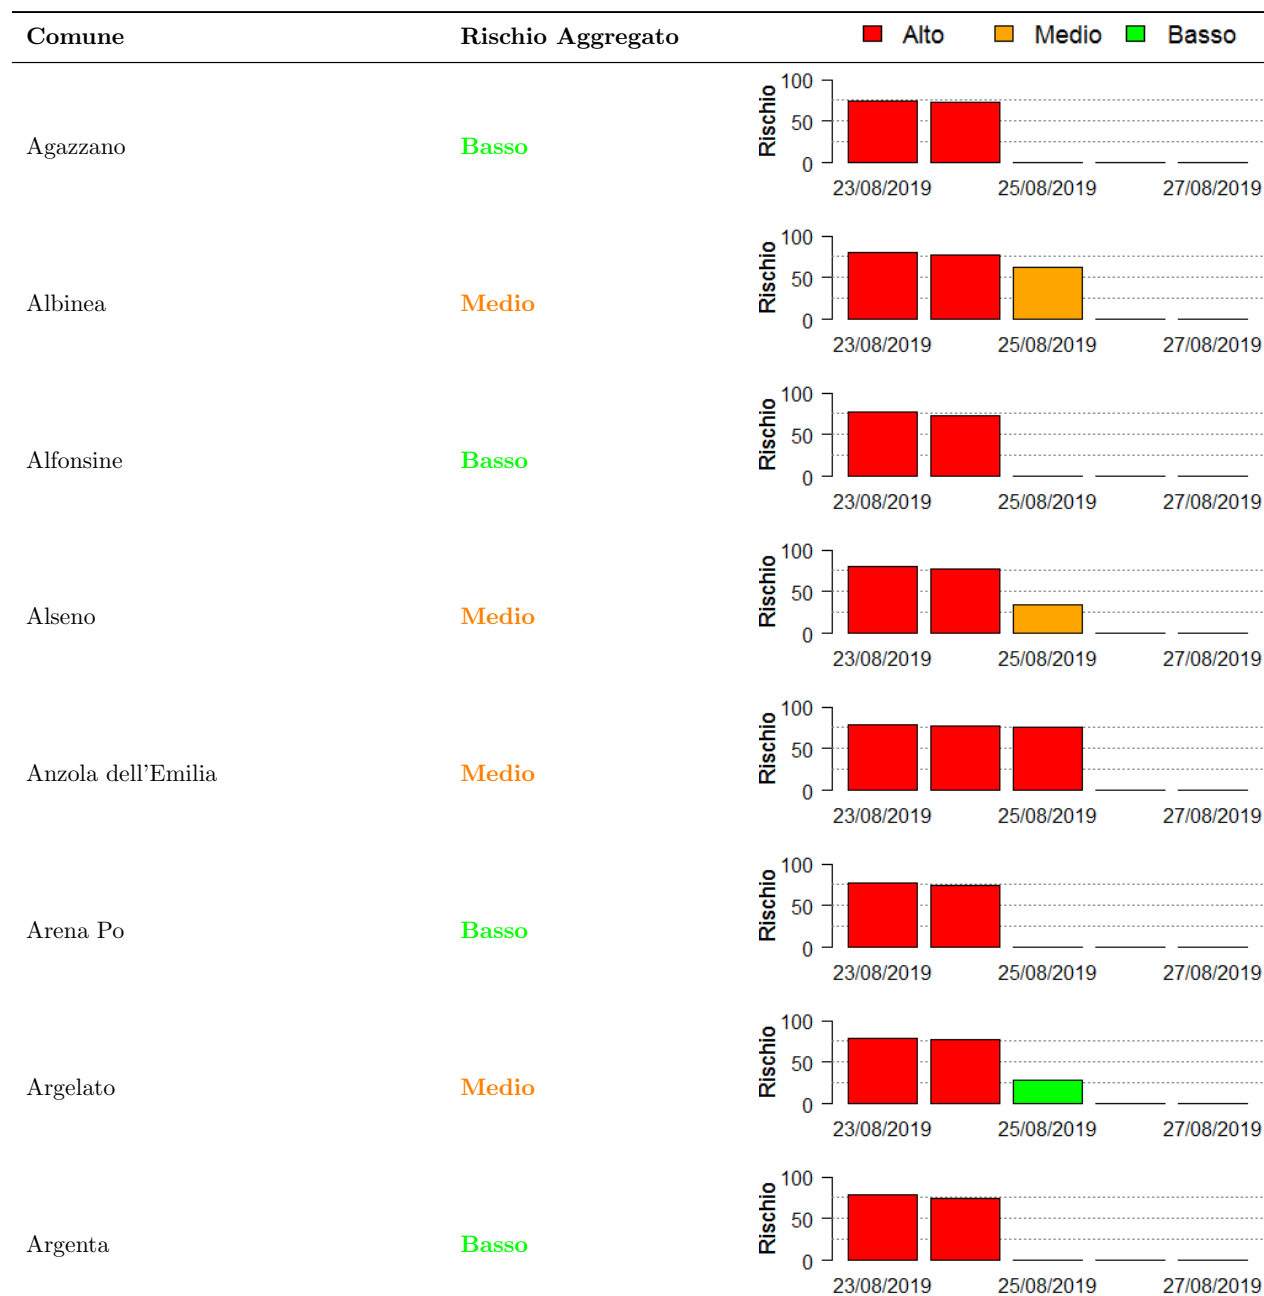 Comune Rischio Aggregato Alto Medio Basso
Agazzano Basso Rischio 100 50 0
23/08/2019 25/08/2019 27/08/2019
Albinea Medio Rischio 100 50 0
23/08/2019 25/08/2019 27/08/2019
Alfonsine Basso Rischio 100 50 0
23/08/2019 25/08/2019 27/08/2019
Alseno Medio Rischio 100 50 0
23/08/2019 25/08/2019 27/08/2019
Anzola dell'Emilia Medio Rischio 100 50 0
23/08/2019 25/08/2019 27/08/2019
Arena Po Basso Rischio 100 50 0
23/08/2019 25/08/2019 27/08/2019
Argelato Medio Rischio 100 50 0
23/08/2019 25/08/2019 27/08/2019
Argenta Basso Rischio 100 50 0
23/08/2019 25/08/2019 27/08/2019